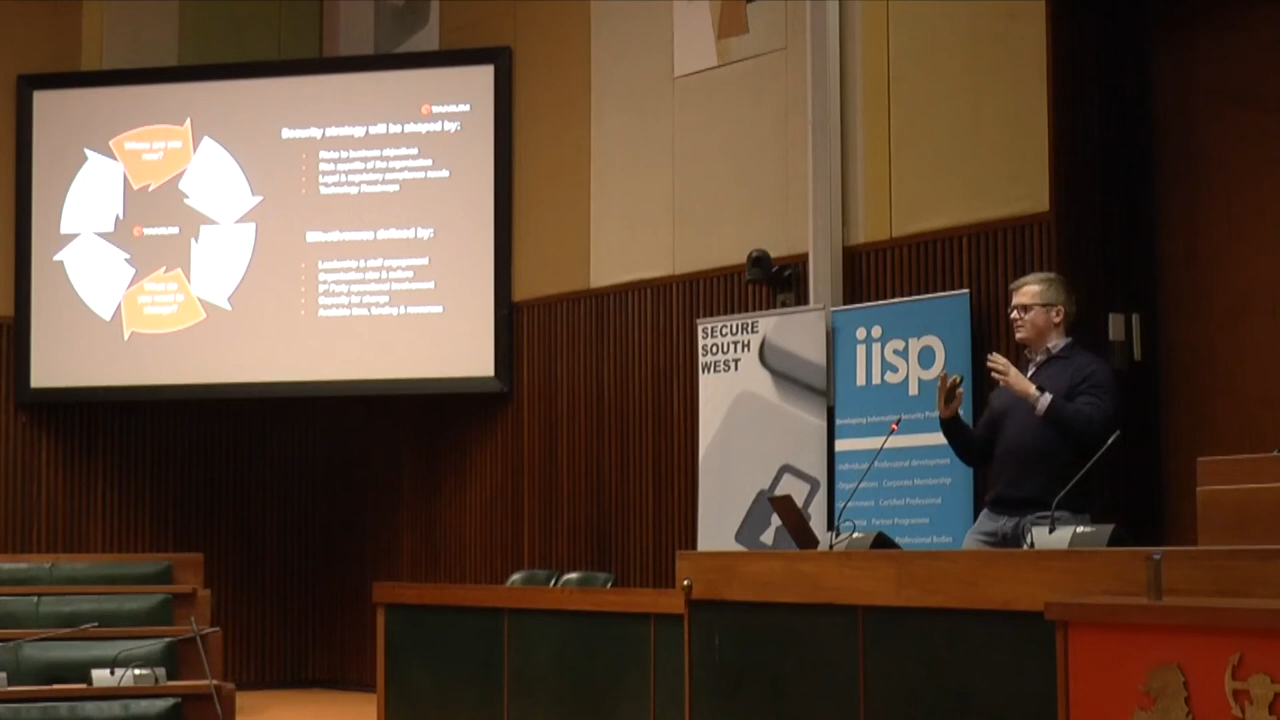 TANIUM
Security strategy will be shaped by:
Where are you
now?
Risks to business objectives
Risk appetite of the organisation
Legal & regulatory compliance needs
Technology Roadmaps
TANIUM
Effectiveness defined by:
Leadership & staff engagement
Organisation size & culture
3rd Party operational involvement
Capacity for change
Available time, funding & resources
What do
you need to
change?
SECURE
SOUTH
WEST
iisp
Developing Information Security
Individuals · Professional development
Corporate Membership
Certified Professional
Partner Programme
Professional Bodies